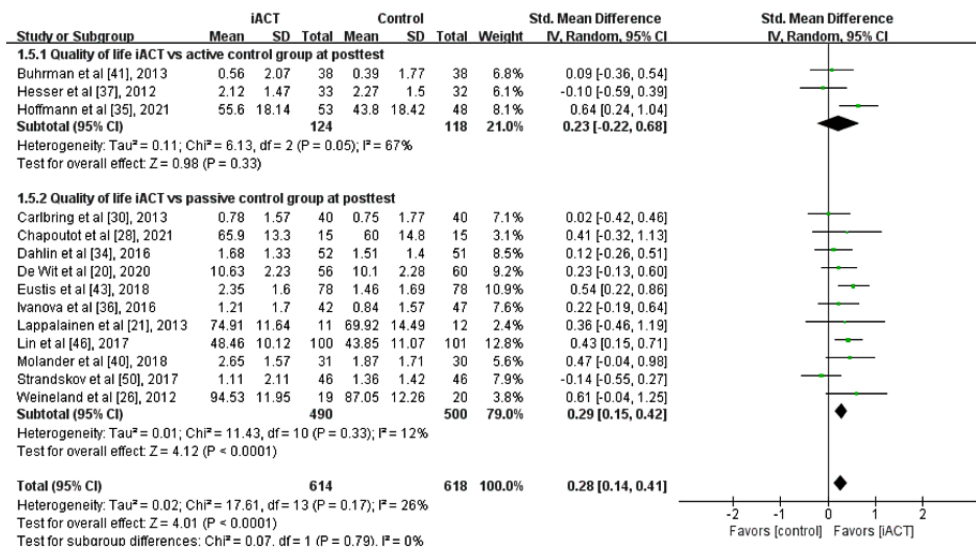 iACT Control Std. Mean Difference Std. Mean Difference
Study or Subgroup Mean SD Total Mean SD Total Weight IV, Random, 95% CI IV, Random, 95% CI
1.5.1 Quality of life iACT vs active control group at posttest
Buhrman et al [41], 2013 0.56 2.07 38 0.39 1.77 38 6.8% 0.09 [-0.36, 0.54]
Hesser et al [37], 2012 2.12 1.47 33 2.27 1.5 32 6.1% -0.10 [-0.59, 0.39]
Hoffmann et al [35], 2021 55.6 18.14 53 43.8 18.42 48 8.1% 0.64 [0.24, 1.04]
Subtotal (95% CI) 124 118 21.0% 0.23 [-0.22, 0.68]
Heterogeneity: Tau² = 0.11; Chi² = 6.13, df = 2 (P = 0.05); I² = 67%
Test for overall effect: Z = 0.98 (P = 0.33)
1.5.2 Quality of life iACT vs passive control group at posttest
Carlbring et al [30], 2013 0.78 1.57 40 0.75 1.77 40 7.1% 0.02 [-0.42, 0.46]
Chapoutot et al [28], 2021 65.9 13.3 15 60 14.8 15 3.1% 0.41 [-0.32, 1.13]
Dahlin et al [34], 2016 1.68 1.33 52 1.51 1.4 51 8.6% 0.12 [-0.26, 0.51]
De Wit et al [20], 2020 10.63 2.23 56 10.1 2.28 60 9.2% 0.23 [-0.13, 0.60]
Eustis et al [43], 2018 2.35 1.6 78 1.46 1.69 78 10.9% 0.54 [0.22, 0.86]
Ivanova et al [36], 2016 1.21 1.7 42 0.84 1.57 47 7.7% 0.22 [-0.19, 0.64]
Lappalainen et al [21], 2013 74.91 11.64 11 69.92 14.49 12 2.4% 0.36 [-0.46, 1.19]
Lin et al [46], 2017 48.46 10.12 100 43.85 11.07 101 12.4% 0.43 [0.15, 0.71]
Molander et al [40], 2018 2.65 1.57 31 1.87 1.71 30 5.7% 0.47 [-0.04, 0.98]
Strandskov et al [50], 2017 1.11 2.11 46 1.36 1.42 46 7.9% -0.14 [-0.55, 0.27]
Weineland et al [26], 2012 94.53 11.95 19 87.05 12.26 20 3.8% 0.61 [-0.04, 1.25]
Subtotal (95% CI) 490 500 79.0% 0.29 [0.15, 0.42]
Heterogeneity: Tau² = 0.01; Chi² = 11.43, df = 10 (P = 0.33); I² = 12%
Test for overall effect: Z = 4.12 (P < 0.0001)
Total (95% CI) 614 618 100.0% 0.28 [0.14, 0.41]
Heterogeneity: Tau² = 0.02; Chi² = 17.61, df = 13 (P = 0.17); I² = 26%
Test for overall effect: Z = 4.01 (P < 0.0001)
Test for subgroup differences: Chi² = 0.07, df = 1 (P = 0.79), I² = 0%
-2 -1 0 1 2
Favors [control] Favors [iACT]